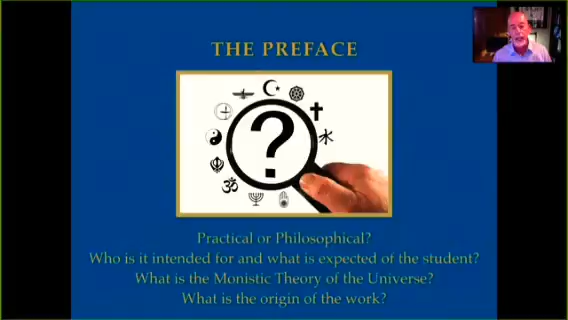 THE PREFACE
?
Practical or Philosophical?
Who is it intended for and what is expected of the student?
What is the Monistic Theory of the Universe?
What is the origin of the work?